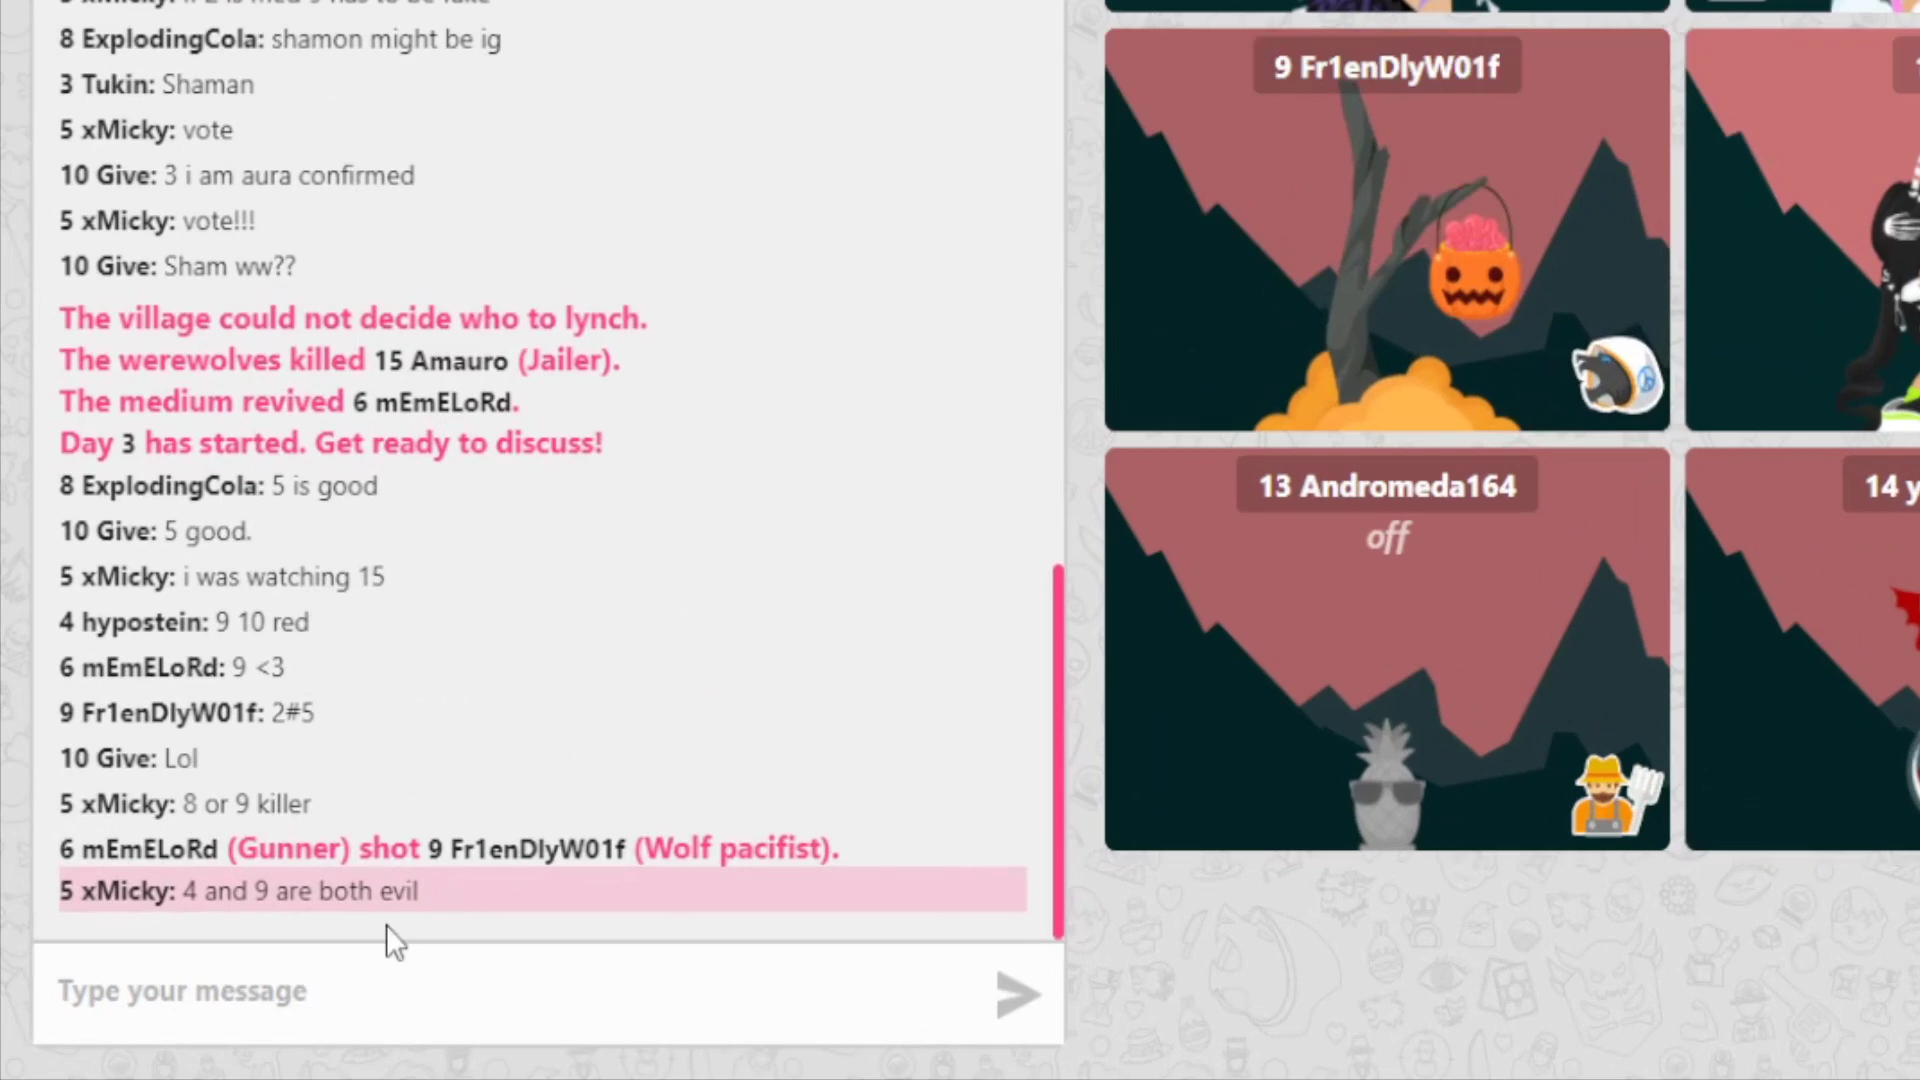 8 ExplodingCola: shamon might be ig
3 Tukin: Shaman
5 xMicky: vote
10 Give: 3 i am aura confirmed
5 xMicky: vote!!!
10 Give: Sham ww??
The village could not decide who to lynch.
The werewolves killed 15 Amauro (Jailer).
The medium revived 6 mEmELoRd.
Day 3 has started. Get ready to discuss!
8 ExplodingCola: 5 is good
10 Give: 5 good.
5 xMicky: i was watching 15
4 hypostein: 9 10 red
6 mEmELoRd: 9 <3
9 Fr1enDlyW01f: 2#5
10 Give: Lol
5 xMicky: 8 or 9 killer
6 mEmELoRd (Gunner) shot 9 Fr1enDlyW01f (Wolf pacifist).
5 xMicky: 4 and 9 are both evil
Type your message
9 Fr1enDlyW01f
13 Andromeda164
off
14 y